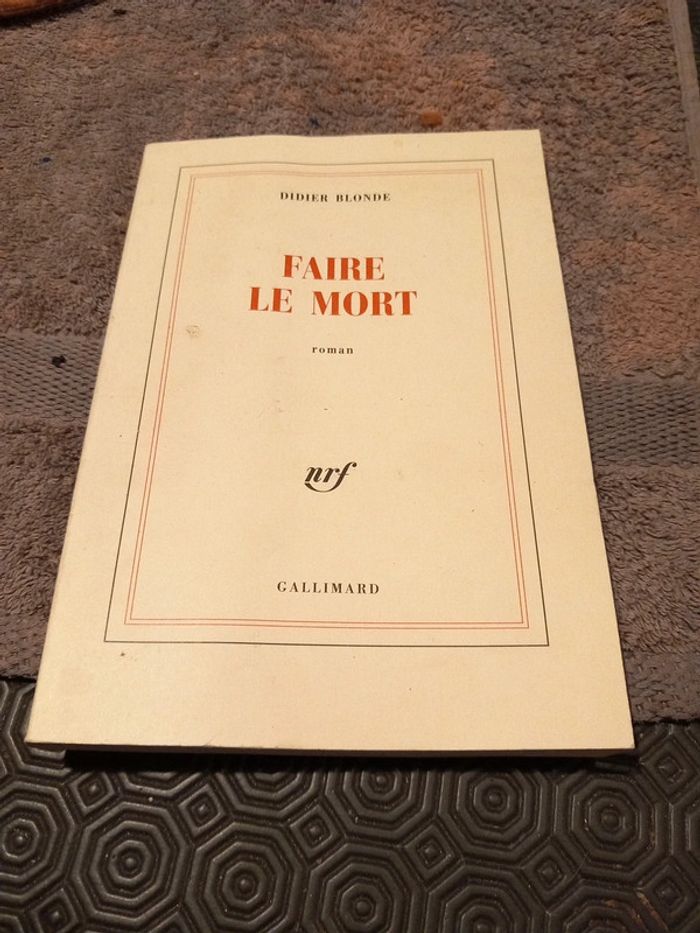 DIDIER BLONDE
FAIRE
LE MORT
roman
nrf
GALLIMARD